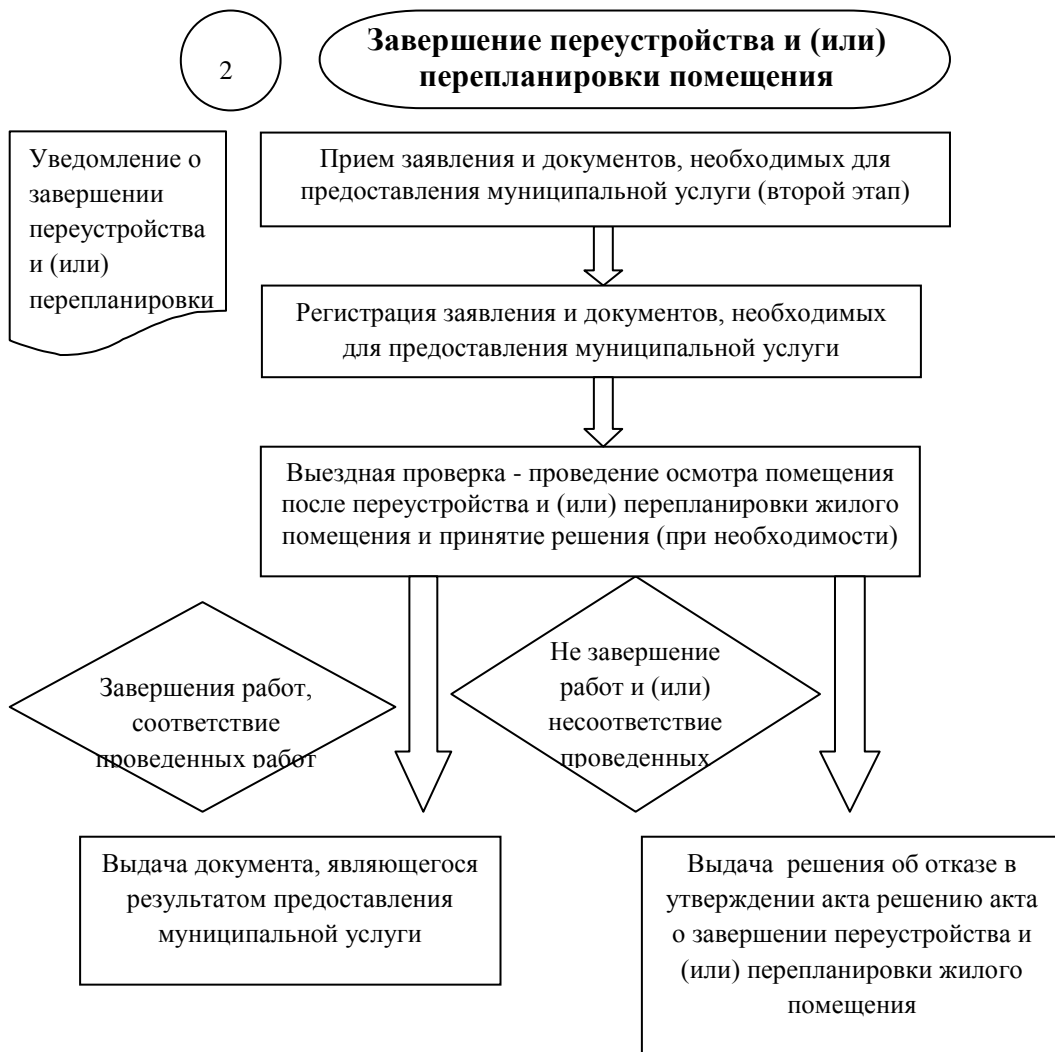 2
Завершение переустройства и (или)
перепланировки помещения
Уведомление о
завершении
переустройства
и (или)
перепланировки
Прием заявления и документов, необходимых для
предоставления муниципальной услуги (второй этап)
Регистрация заявления и документов, необходимых
для предоставления муниципальной услуги
Выездная проверка - проведение осмотра помещения
после переустройства и (или) перепланировки жилого
помещения и принятие решения (при необходимости)
Завершения работ,
соответствие
проведенных работ
Не завершение
работ и (или)
несоответствие
проведенных
Выдача документа, являющегося
результатом предоставления
муниципальной услуги
Выдача решения об отказе в
утверждении акта решению акта
о завершении переустройства и
(или) перепланировки жилого
помещения